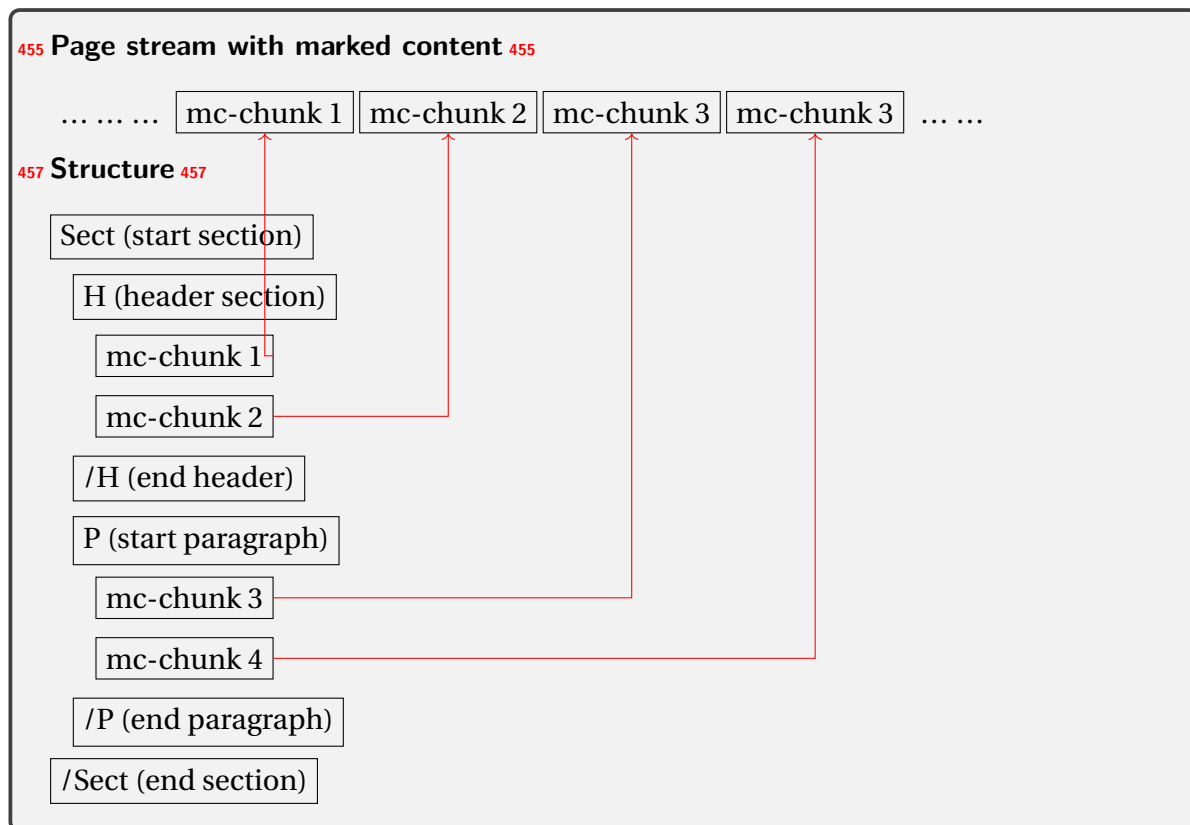 455 Page stream with marked content 455
... ... ... mc-chunk 1 mc-chunk 2 mc-chunk 3 mc-chunk 3 ... ...
457 Structure 457
Sect (start section)
H (header section)
mc-chunk 1
mc-chunk 2
/H (end header)
P (start paragraph)
mc-chunk 3
mc-chunk 4
/P (end paragraph)
/Sect (end section)